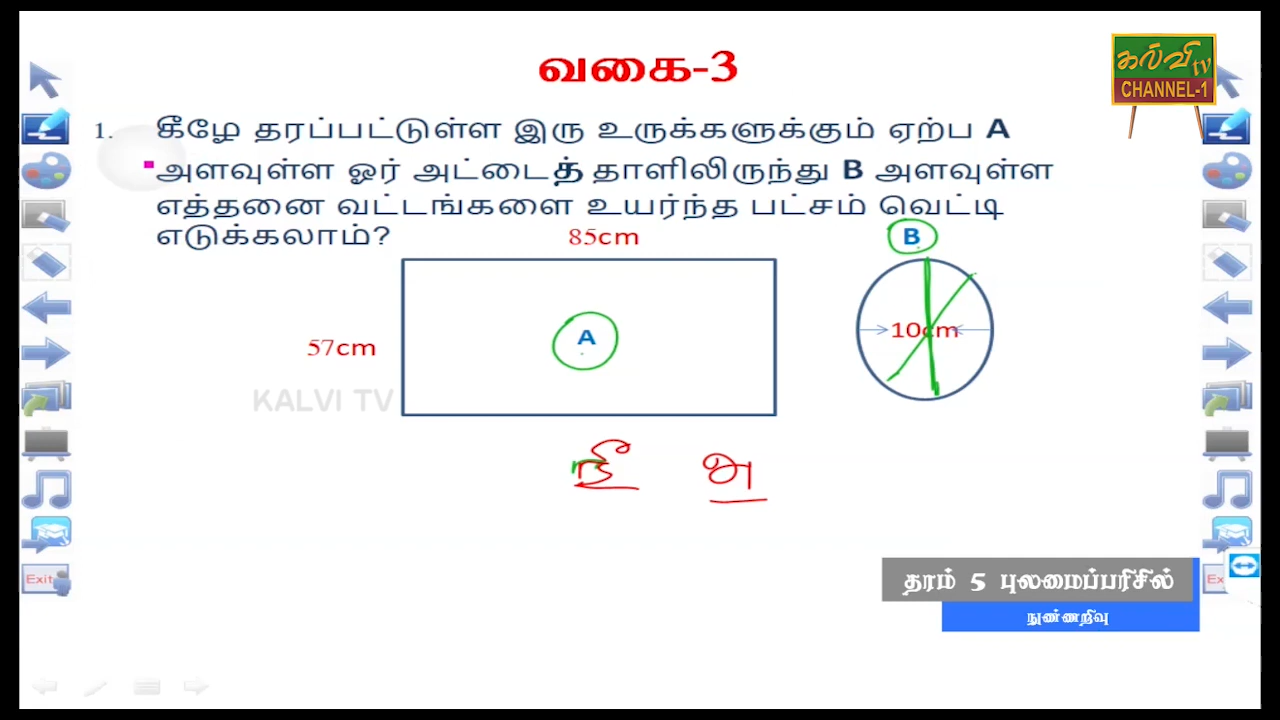 கல்வி tv
CHANNEL-1
வகை-3
1. கீழே தரப்பட்டுள்ள இரு உருக்களுக்கும் ஏற்ப A
அளவுள்ள ஓர் அட்டைத் தாளிலிருந்து B அளவுள்ள
எத்தனை வட்டங்களை உயர்ந்த பட்சம் வெட்டி
எடுக்கலாம்?
85cm
B
A
10cm
57cm
KALVI TV
நீ அ
தரம் 5 புலமைப்பரிசில்
நுண்ணறிவு
Exit
Ex